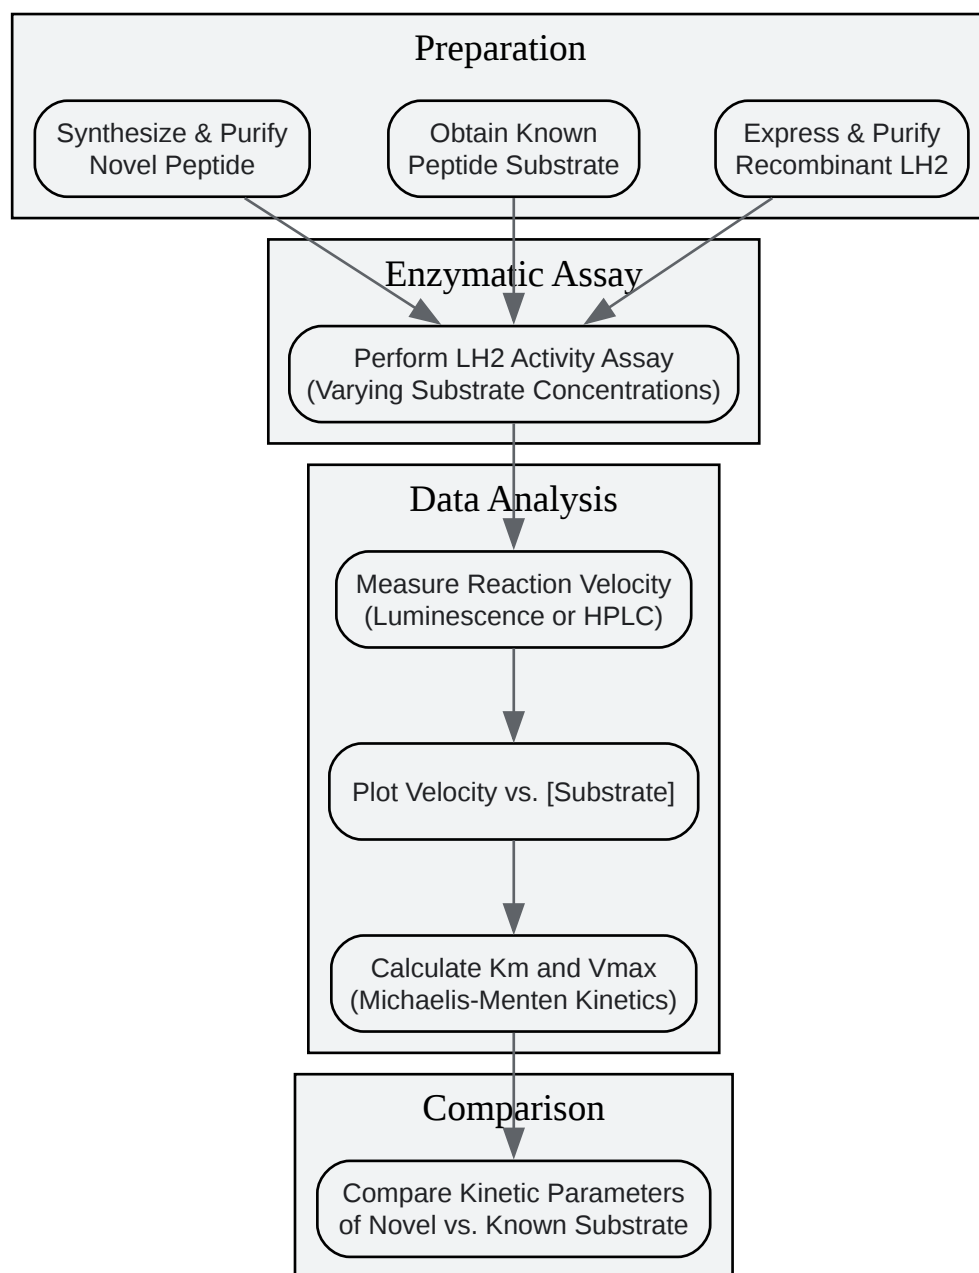 Preparation
Synthesize & Purify
Novel Peptide
Obtain Known
Peptide Substrate
Express & Purify
Recombinant LH2
Enzymatic Assay
Perform LH2 Activity Assay
(Varying Substrate Concentrations)
Data Analysis
Measure Reaction Velocity
(Luminescence or HPLC)
Plot Velocity vs. [Substrate]
Calculate Km and Vmax
(Michaelis-Menten Kinetics)
Comparison
Compare Kinetic Parameters
of Novel vs. Known Substrate